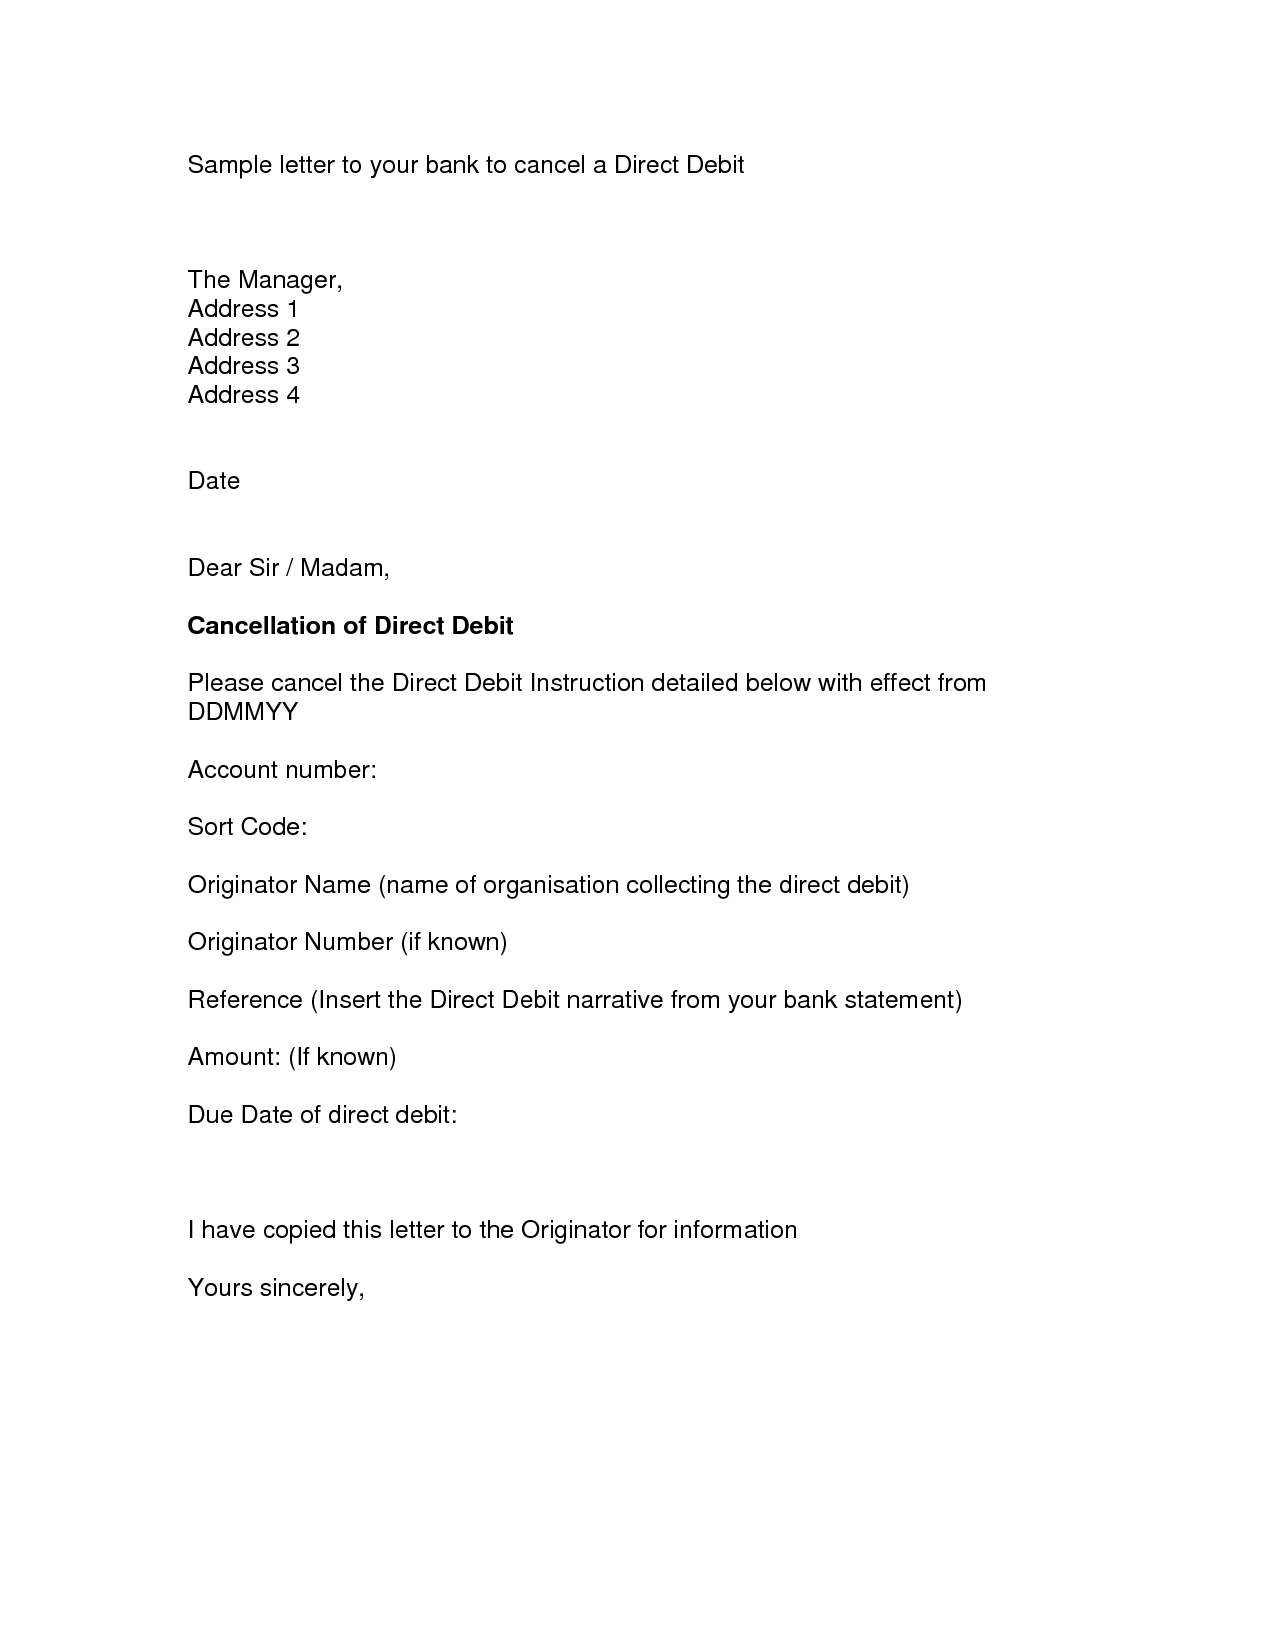 Sample letter to your bank to cancel a Direct Debit
The Manager,
Address 1
Address 2
Address 3
Address 4
Date
Dear Sir / Madam,
Cancellation of Direct Debit
Please cancel the Direct Debit Instruction detailed below with effect from
DDMMYY
Account number:
Sort Code:
Originator Name (name of organisation collecting the direct debit)
Originator Number (if known)
Reference (Insert the Direct Debit narrative from your bank statement)
Amount: (If known)
Due Date of direct debit:
I have copied this letter to the Originator for information
Yours sincerely,